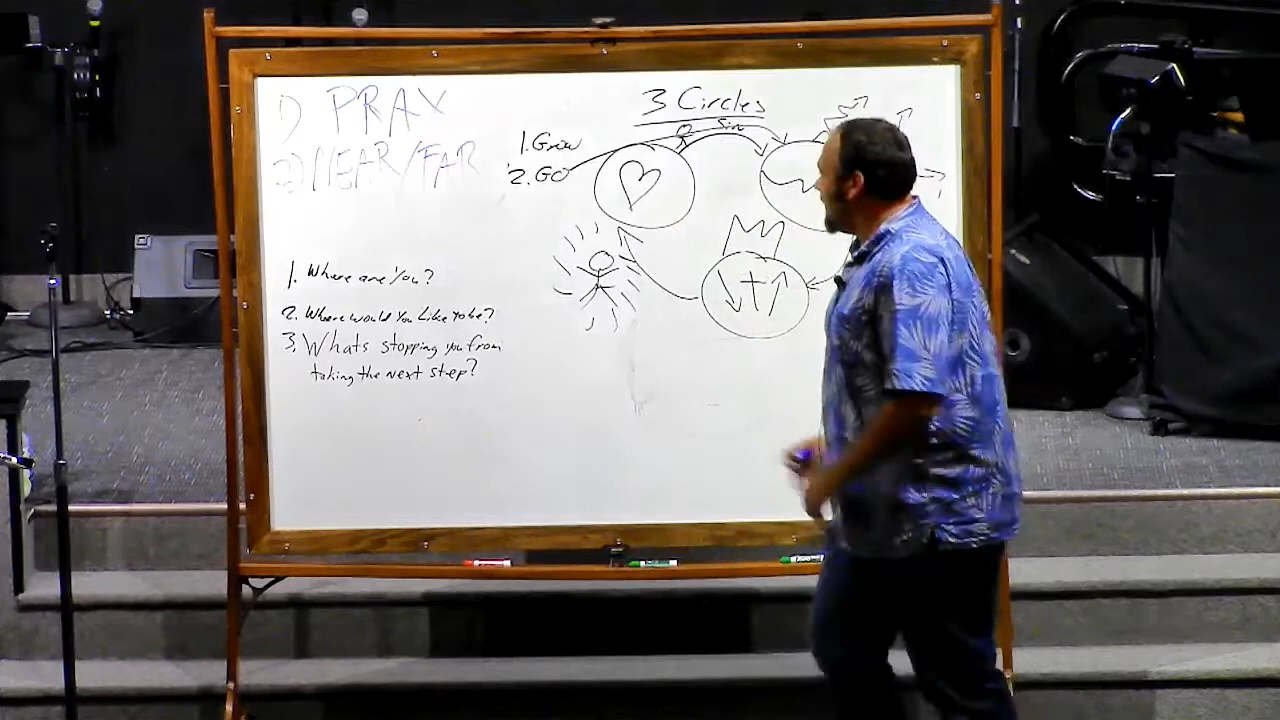 1) PRAY
2) NEAR/FAR
3 Circles
Sin
1. Grow
2. GO
1. Where are You?
2. Where would You Like to be?
3. Whats stopping you from
taking the next step?